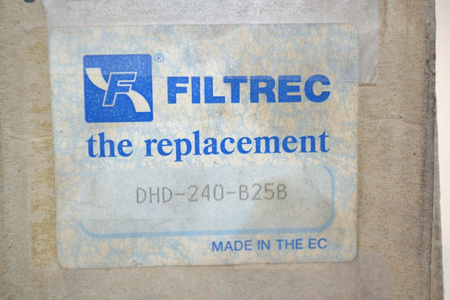 F® FILTREC
the replacement
DHD-240-B25B
MADE IN THE EC